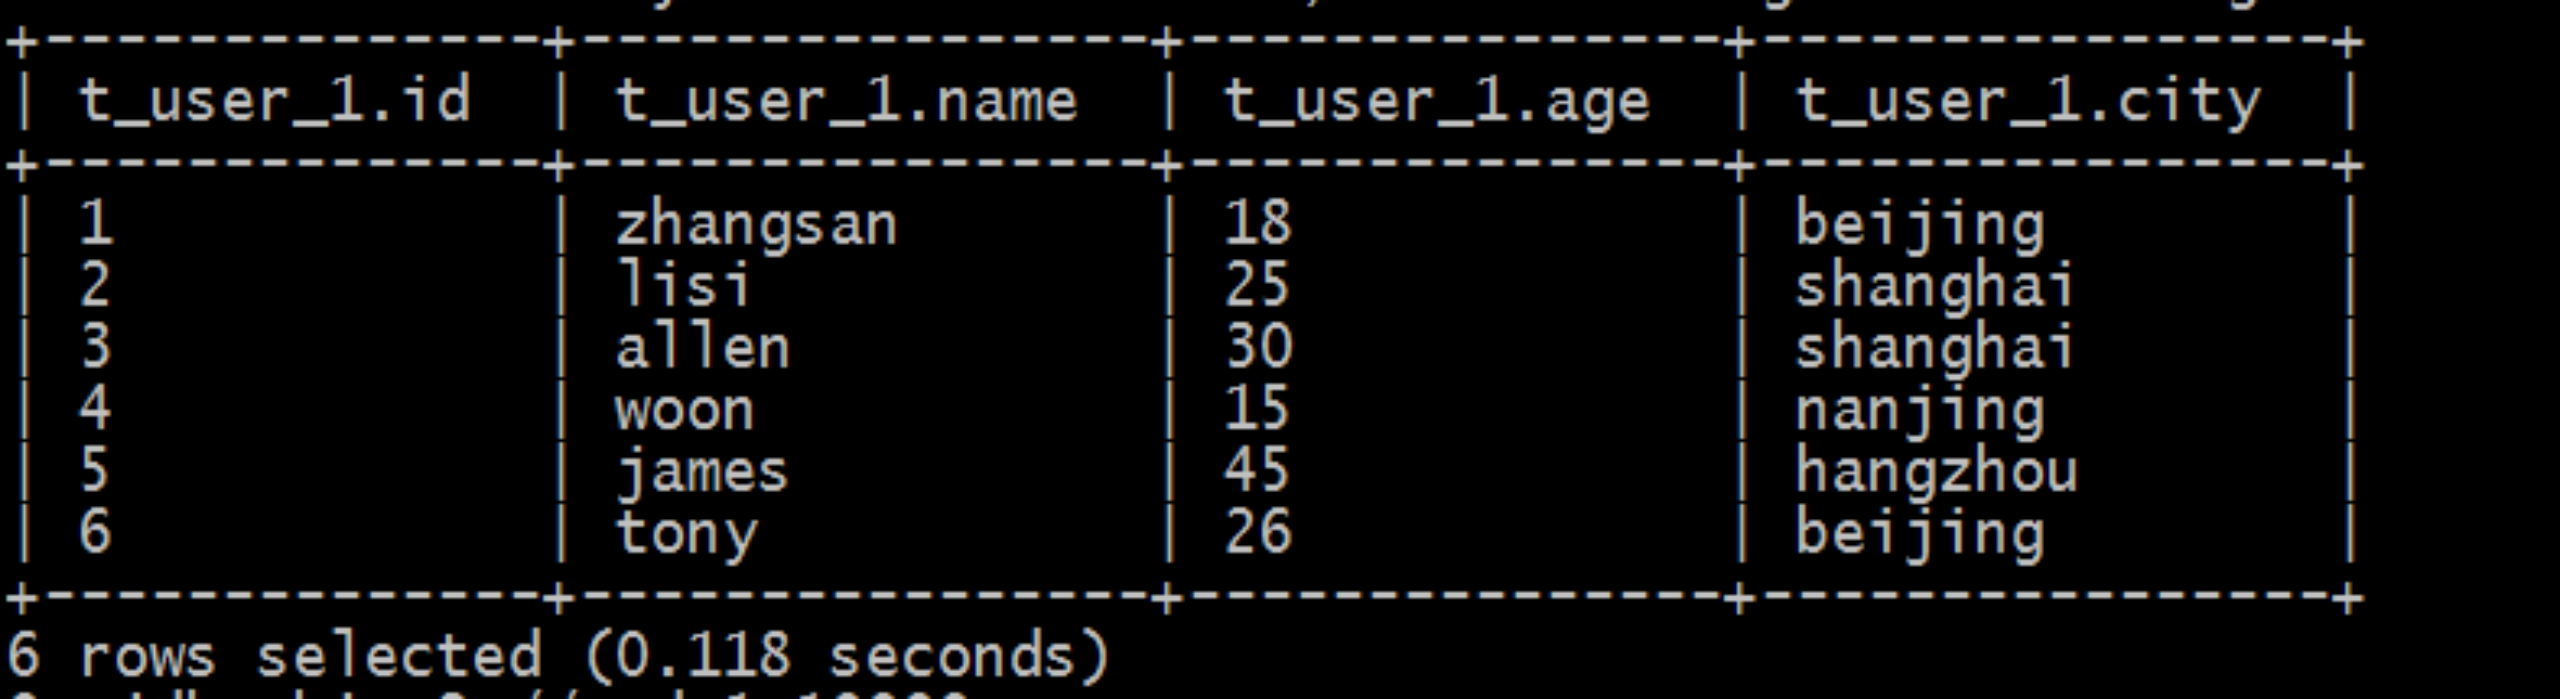 +--------------+----------------+---------------+----------------+
| t_user_1.id | t_user_1.name | t_user_1.age | t_user_1.city |
+--------------+----------------+---------------+----------------+
| 1 | zhangsan | 18 | beijing |
| 2 | lisi | 25 | shanghai |
| 3 | allen | 30 | shanghai |
| 4 | woon | 15 | nanjing |
| 5 | james | 45 | hangzhou |
| 6 | tony | 26 | beijing |
+--------------+----------------+---------------+----------------+
6 rows selected (0.118 seconds)